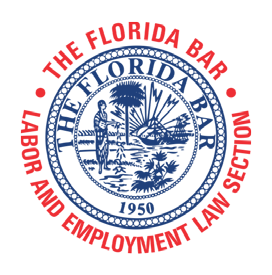 THE FLORIDA BAR
LABOR AND EMPLOYMENT LAW SECTION
THE FLORIDA BAR
1950